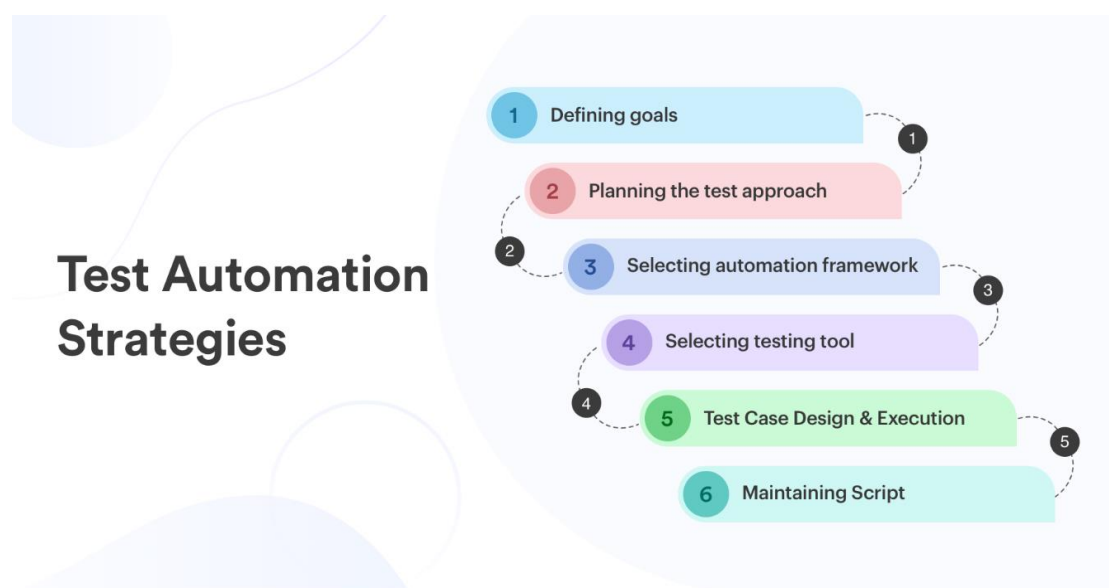 Test Automation
Strategies
1 Defining goals
1
2 Planning the test approach
2
3 Selecting automation framework
3
4 Selecting testing tool
4
5 Test Case Design & Execution
5
6 Maintaining Script